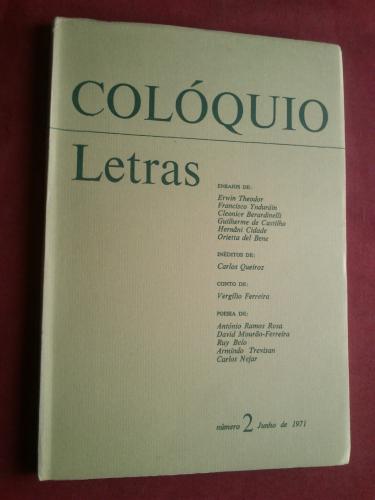 COLÓQUIO
Letras
ENSAIOS DE:
Erwin Theodor
Francisco Ynduráin
Cleonice Berardinelli
Guilherme de Castilho
Hernâni Cidade
Orietta del Bene
INÉDITOS DE:
Carlos Queiroz
CONTO DE:
Vergílio Ferreira
POESIA DE:
António Ramos Rosa
David Mourão-Ferreira
Ruy Belo
Armindo Trevisan
Carlos Nejar
número 2 Junho de 1971